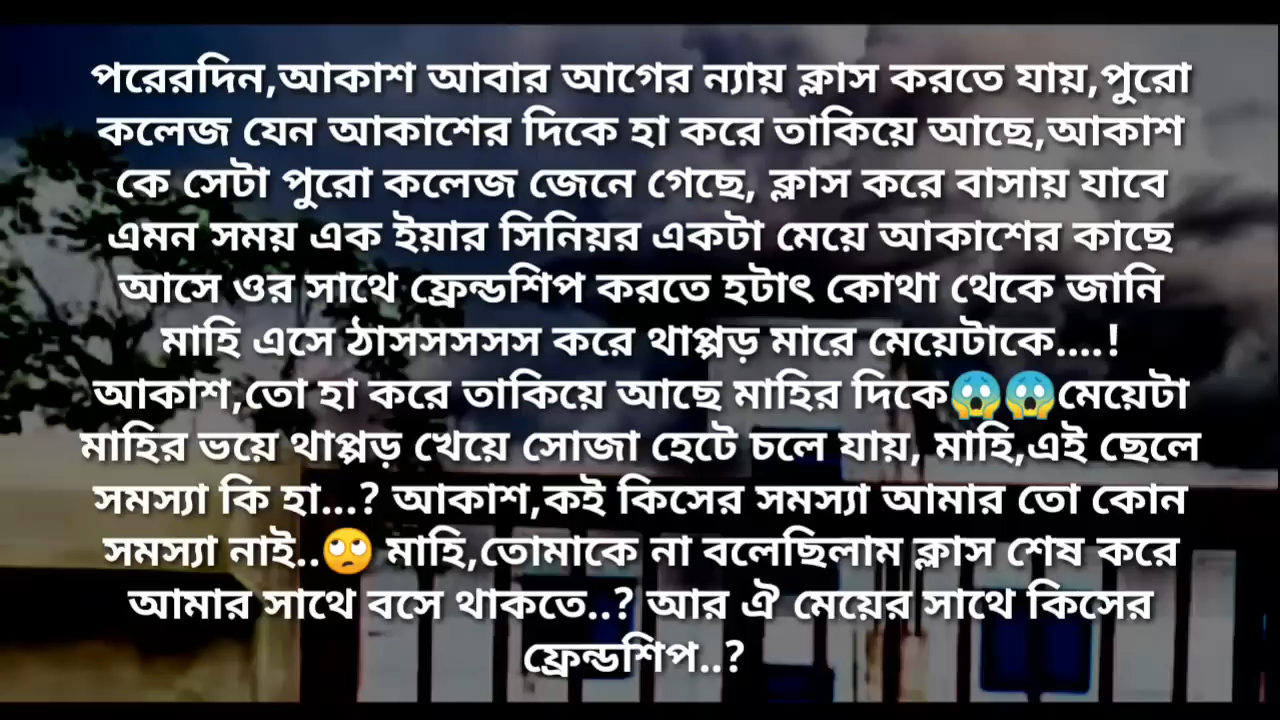 পরেরদিন,আকাশ আবার আগের ন্যায় ক্লাস করতে যায়,পুরো
কলেজ যেন আকাশের দিকে হা করে তাকিয়ে আছে,আকাশ
কে সেটা পুরো কলেজ জেনে গেছে, ক্লাস করে বাসায় যাবে
এমন সময় এক ইয়ার সিনিয়র একটা মেয়ে আকাশের কাছে
আসে ওর সাথে ফ্রেন্ডশিপ করতে হটাৎ কোথা থেকে জানি
মাহি এসে ঠাসসসসসস করে থাপ্পড় মারে মেয়েটাকে....!
আকাশ,তো হা করে তাকিয়ে আছে মাহির দিকে😱😱মেয়েটা
মাহির ভয়ে থাপ্পড় খেয়ে সোজা হেটে চলে যায়, মাহি,এই ছেলে
সমস্যা কি হা...? আকাশ,কই কিসের সমস্যা আমার তো কোন
সমস্যা নাই..🙄 মাহি,তোমাকে না বলেছিলাম ক্লাস শেষ করে
আমার সাথে বসে থাকতে..? আর ঐ মেয়ের সাথে কিসের
ফ্রেন্ডশিপ..?